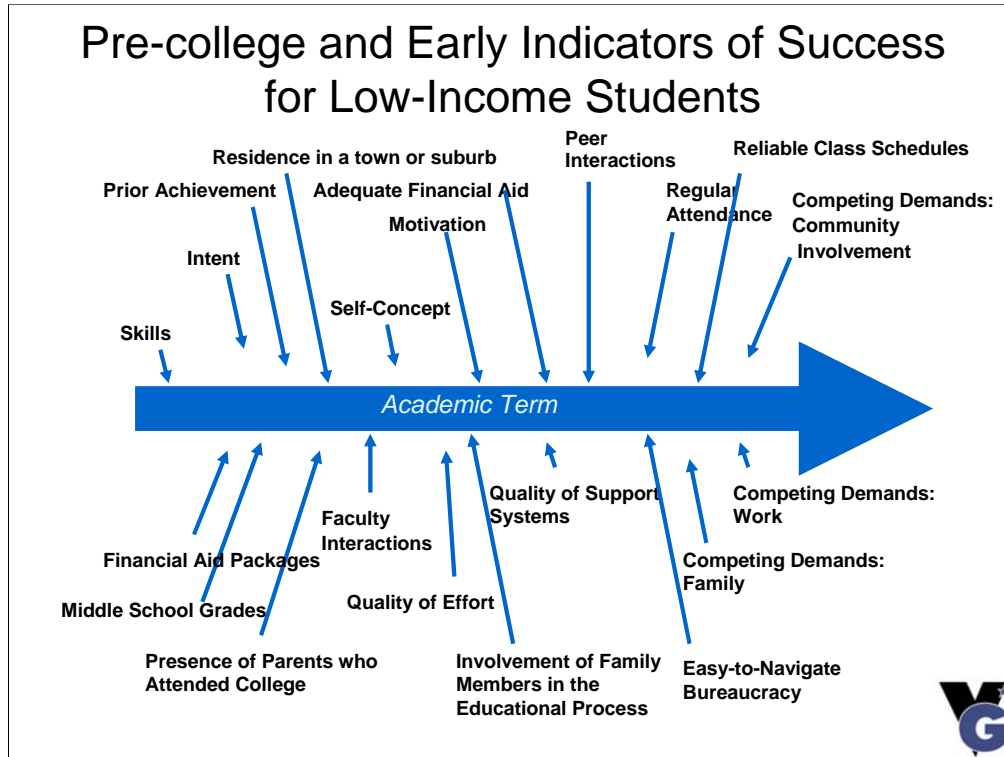 Pre-college and Early Indicators of Success
for Low-Income Students
Peer
Interactions
Reliable Class Schedules
Residence in a town or suburb
Prior Achievement
Adequate Financial Aid
Regular
Attendance
Competing Demands:
Community
Involvement
Motivation
Intent
Self-Concept
Skills
Academic Term
Quality of Support
Systems
Competing Demands:
Work
Faculty
Interactions
Financial Aid Packages
Competing Demands:
Family
Quality of Effort
Middle School Grades
Presence of Parents who
Attended College
Involvement of Family
Members in the
Educational Process
Easy-to-Navigate
Bureaucracy
V
G